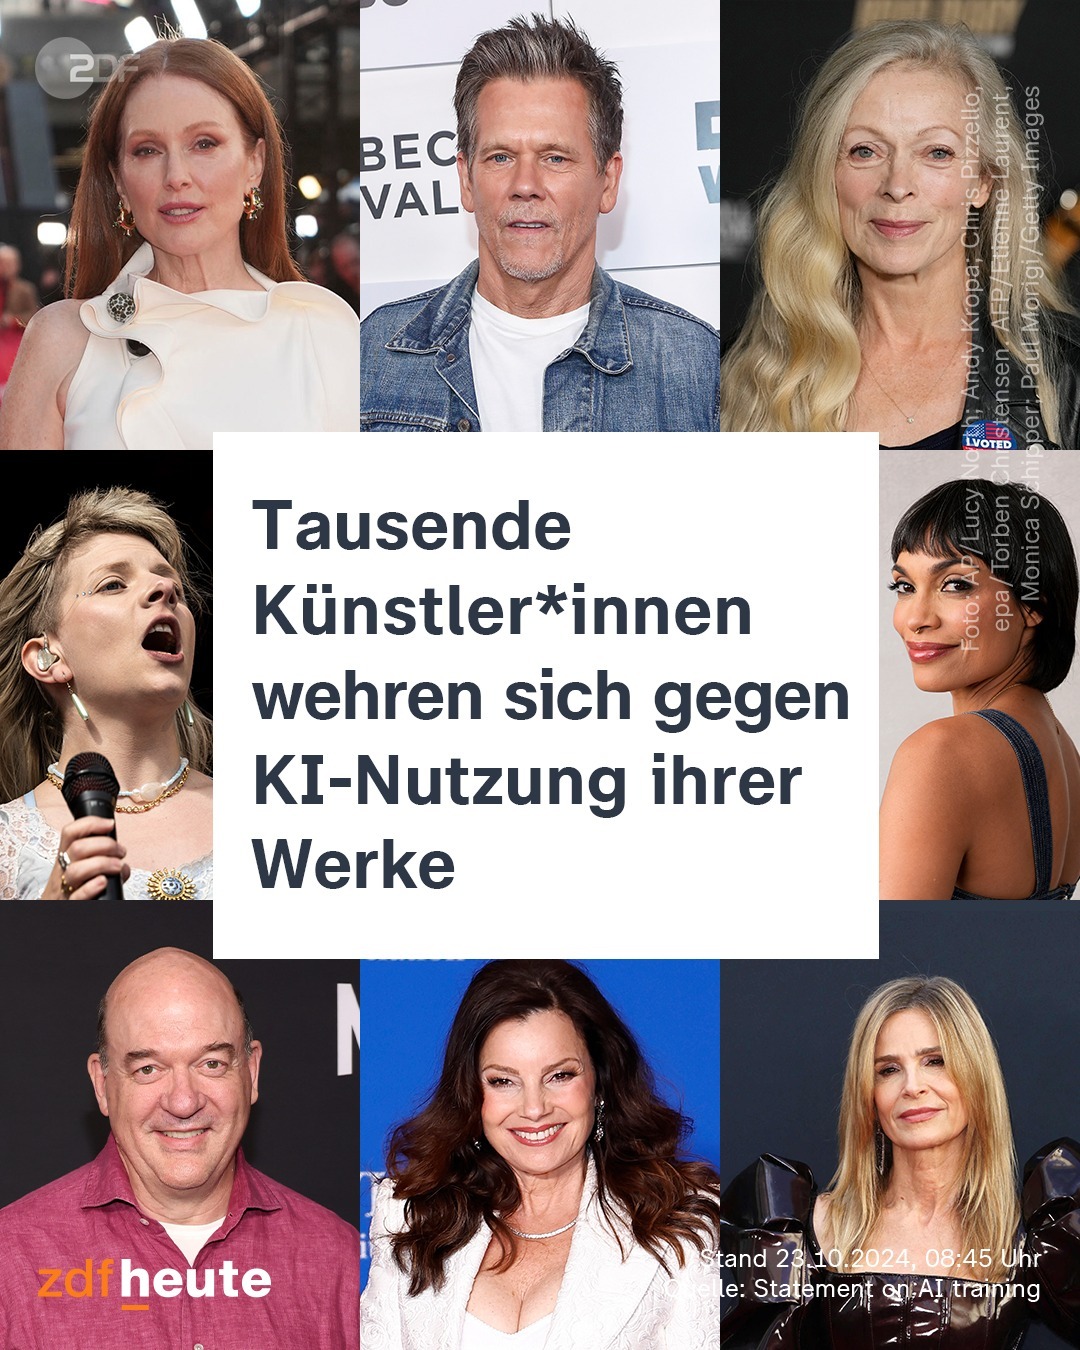 ZDF
BEC
VAL
I VOTED
Foto: AP/Lucy North; Andy Kropa; Chris Pizzello,
epa/Torben Christensen, AFP/Etienne Laurent,
Monica Schipper; Paul Morigi/Getty Images
Tausende
Künstler*innen
wehren sich gegen
KI-Nutzung ihrer
Werke
zdfheute
Stand 23.10.2024, 08:45 Uhr
Quelle: Statement on AI training